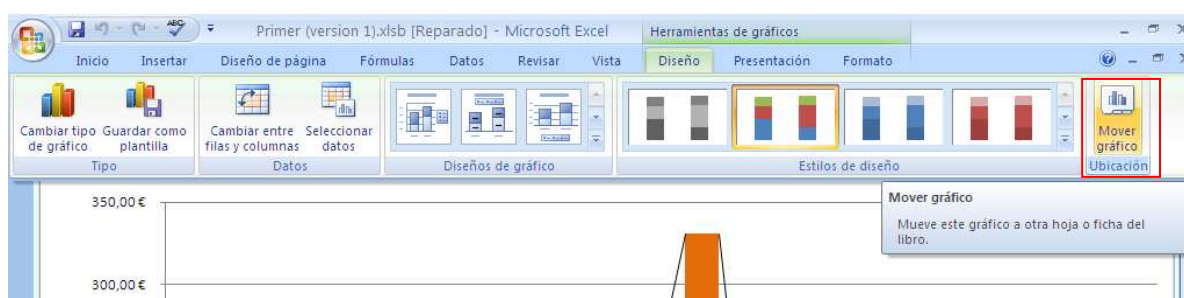 ABC
Primer (version 1).xlsb [Reparado] - Microsoft Excel
Herramientas de gráficos
Inicio Insertar Diseño de página Fórmulas Datos Revisar Vista Diseño Presentación Formato
Cambiar tipo de gráfico
Guardar como plantilla
Cambiar entre filas y columnas
Seleccionar datos
Mover gráfico
Tipo Datos Diseños de gráfico Estilos de diseño Ubicación
Mover gráfico
Mueve este gráfico a otra hoja o ficha del
libro.
350,00 €
300,00 €